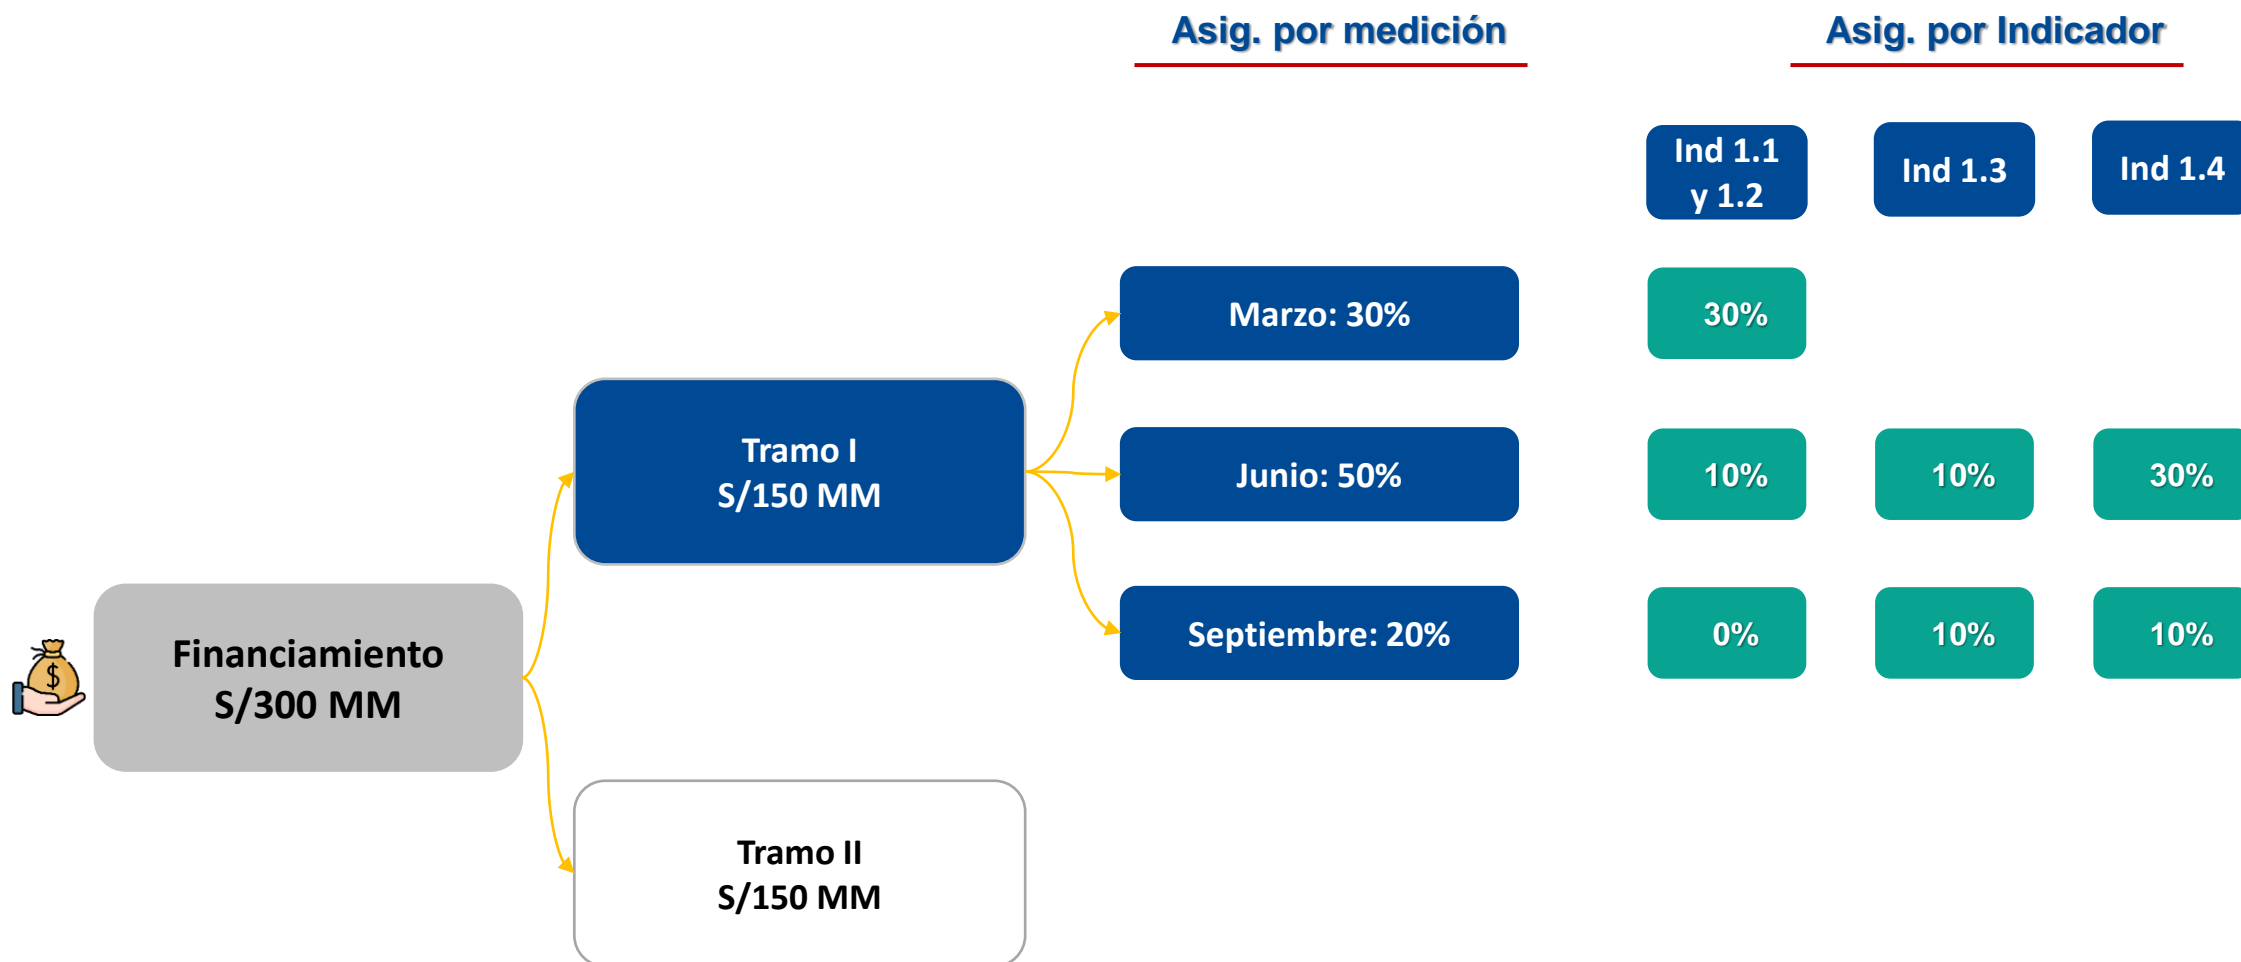 Asig. por medición
Asig. por Indicador
Ind 1.1
y 1.2
Ind 1.3
Ind 1.4
Marzo: 30%
30%
Tramo I
S/150 MM
Junio: 50%
10%
10%
30%
Septiembre: 20%
0%
10%
10%
Financiamiento
S/300 MM
$
Tramo II
S/150 MM